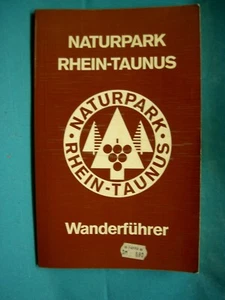 NATURPARK
RHEIN-TAUNUS
· NATURPARK ·
RHEIN-TAUNUS
Wanderführer